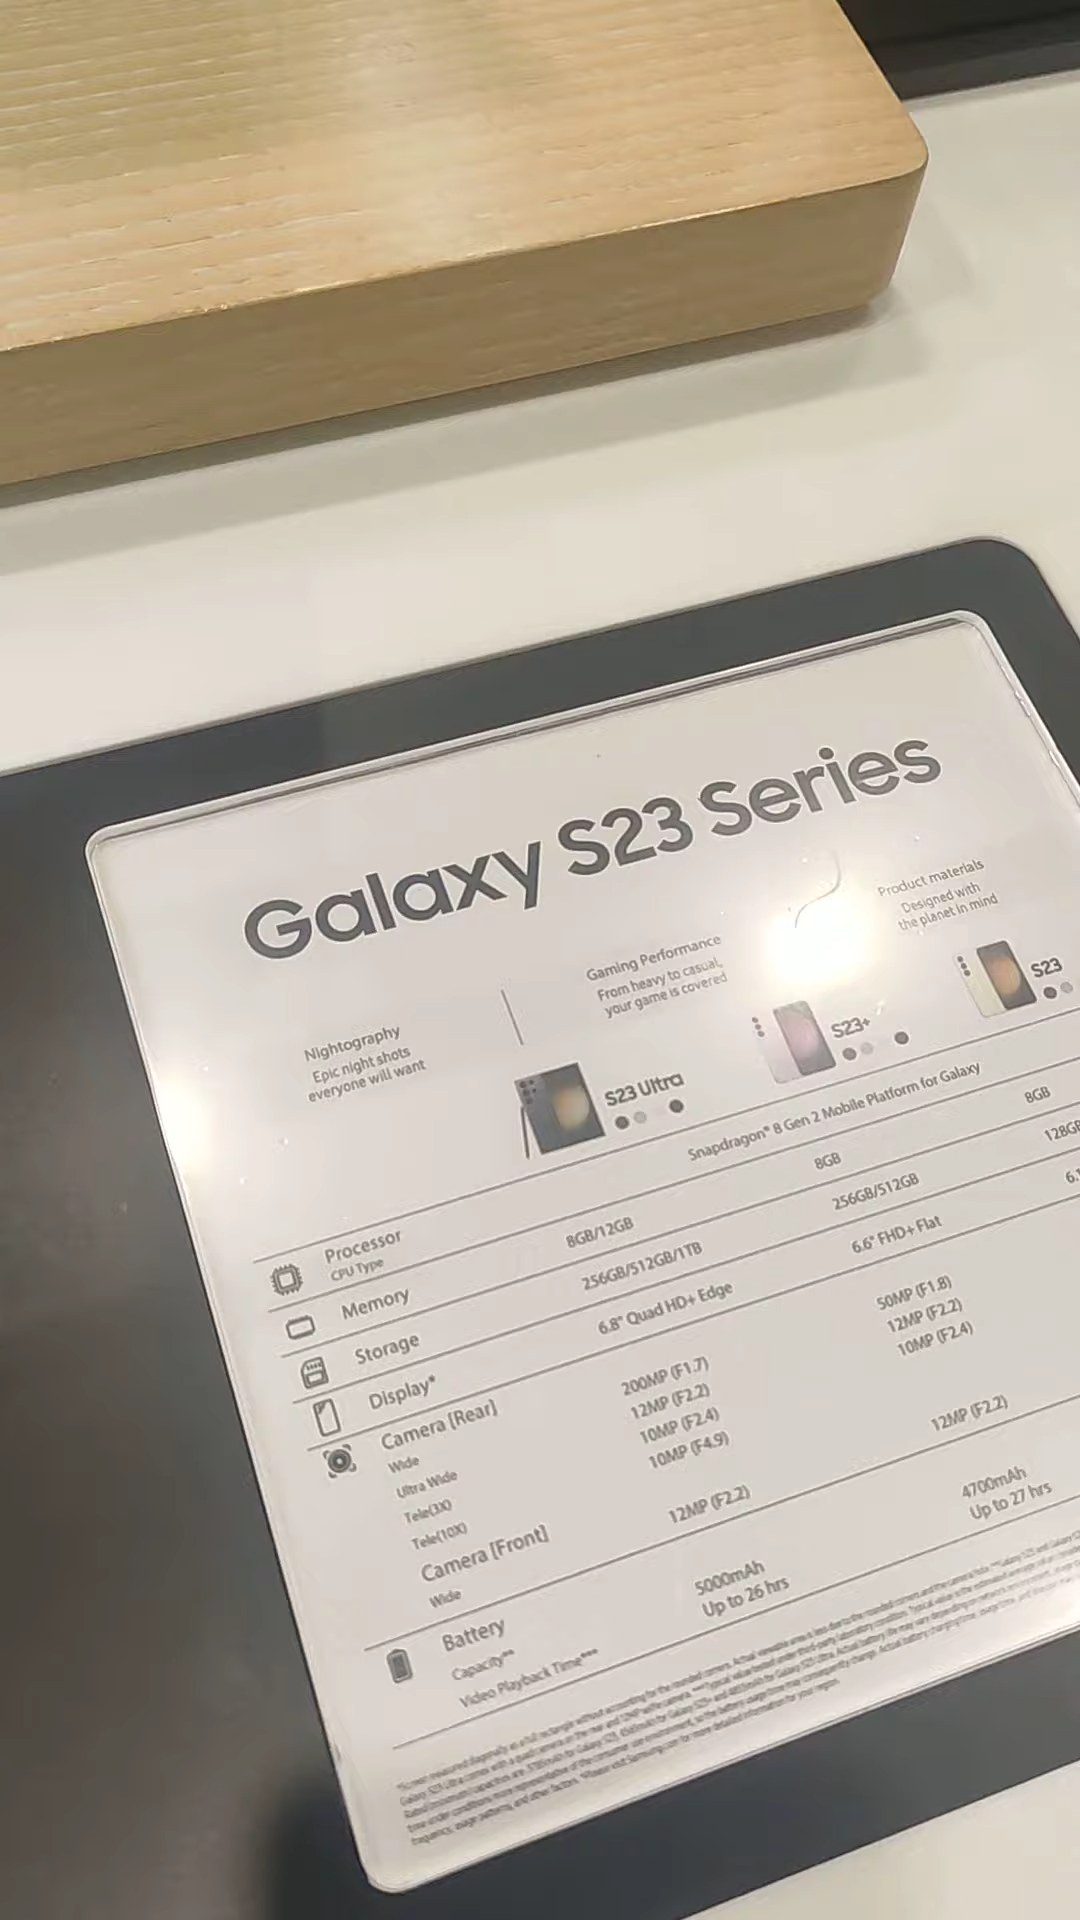 Galaxy S23 Series
Nightography
Epic night shots
everyone will want
Gaming Performance
From heavy to casual,
your game is covered
Product materials
Designed with
the planet in mind
S23 Ultra
S23+
S23
Processor
CPU Type
Snapdragon® 8 Gen 2 Mobile Platform for Galaxy
Memory 8GB/12GB 8GB 8GB
Storage 256GB/512GB/1TB 256GB/512GB 128GB
Display* 6.8" Quad HD+ Edge 6.6" FHD+ Flat 6.1
Camera [Rear]
Wide 200MP (F1.7) 50MP (F1.8)
Ultra Wide 12MP (F2.2) 12MP (F2.2)
Tele(3X) 10MP (F2.4) 10MP (F2.4)
Tele(10X) 10MP (F4.9)
Camera [Front]
Wide 12MP (F2.2) 12MP (F2.2)
Battery
Capacity** 5000mAh 4700mAh
Video Playback Time*** Up to 26 hrs Up to 27 hrs